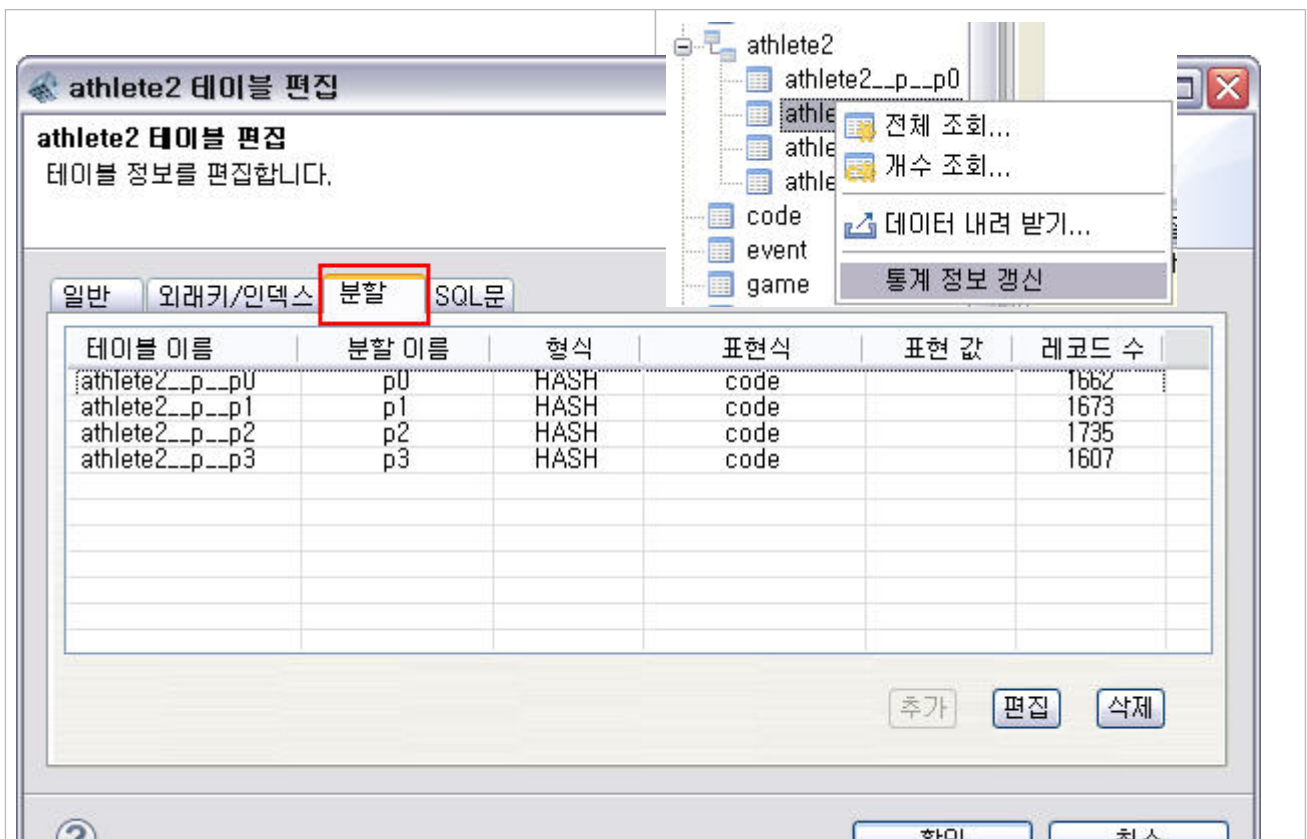 athlete2
athlete2__p__p0
athle
athle
athle
code
event
game
전체 조회...
개수 조회...
데이터 내려 받기...
통계 정보 갱신
athlete2 테이블 편집
athlete2 테이블 편집
테이블 정보를 편집합니다.
일반 외래키/인덱스 분할 SQL문
테이블 이름 분할 이름 형식 표현식 표현 값 레코드 수
athlete2__p__p0 p0 HASH code 1662
athlete2__p__p1 p1 HASH code 1673
athlete2__p__p2 p2 HASH code 1735
athlete2__p__p3 p3 HASH code 1607
추가 편집 삭제
확인 취소